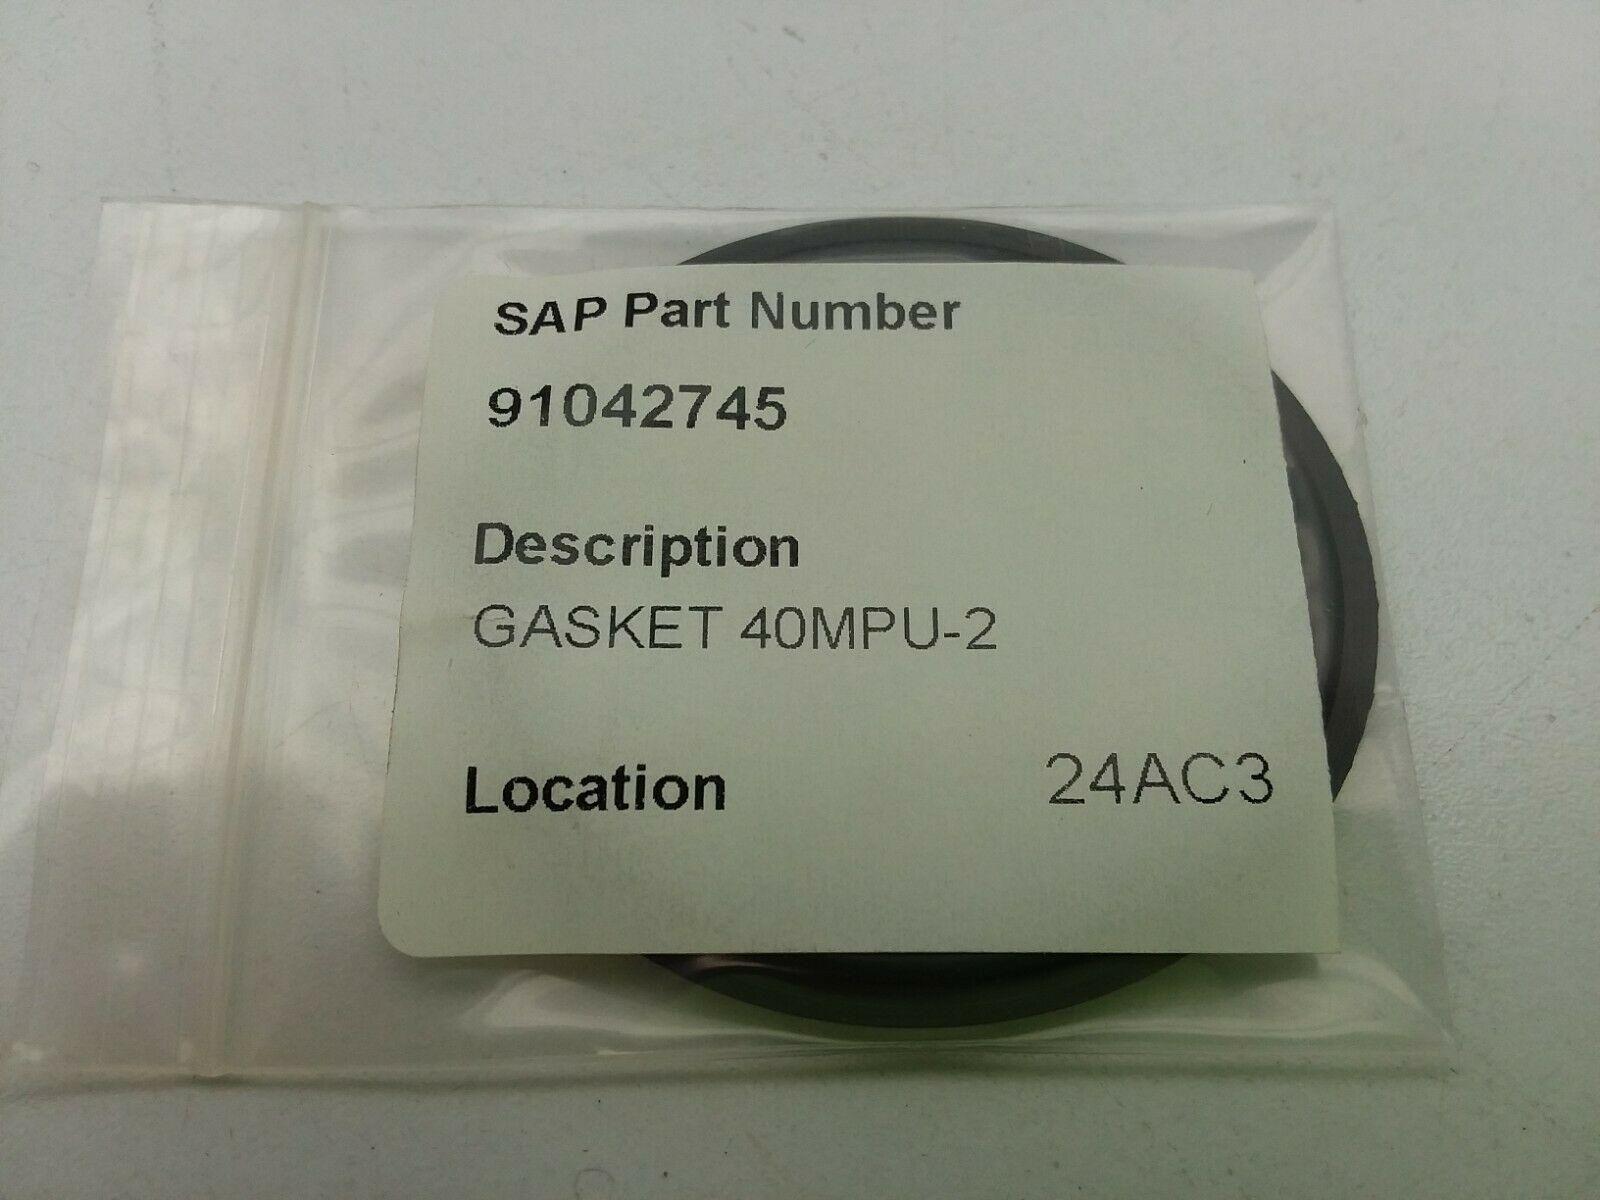 SAP Part Number
91042745
Description
GASKET 40MPU-2
Location 24AC3